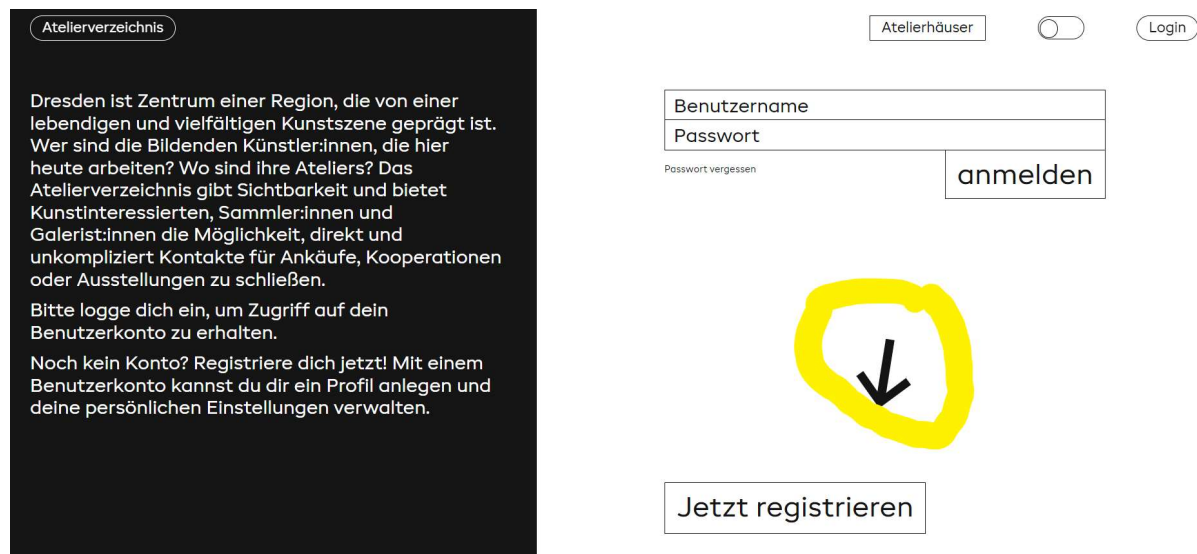 Atelierverzeichnis
Dresden ist Zentrum einer Region, die von einer
lebendigen und vielfältigen Kunstszene geprägt ist.
Wer sind die Bildenden Künstler:innen, die hier
heute arbeiten? Wo sind ihre Ateliers? Das
Atelierverzeichnis gibt Sichtbarkeit und bietet
Kunstinteressierten, Sammler:innen und
Galerist:innen die Möglichkeit, direkt und
unkompliziert Kontakte für Ankäufe, Kooperationen
oder Ausstellungen zu schließen.
Bitte logge dich ein, um Zugriff auf dein
Benutzerkonto zu erhalten.
Noch kein Konto? Registriere dich jetzt! Mit einem
Benutzerkonto kannst du dir ein Profil anlegen und
deine persönlichen Einstellungen verwalten.
Atelierhäuser
Login
Benutzername
Passwort
Passwort vergessen
anmelden
Jetzt registrieren